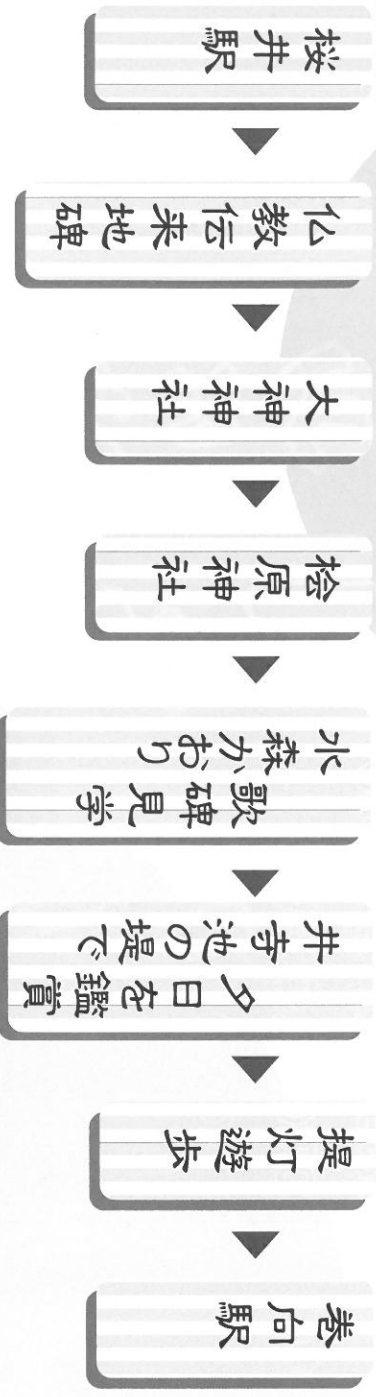 桜井駅
仏教伝来地碑
大神神社
桧原神社
水森かおり
歌碑見学
井寺池の堤で
夕日を鑑賞
提灯遊歩
巻向駅